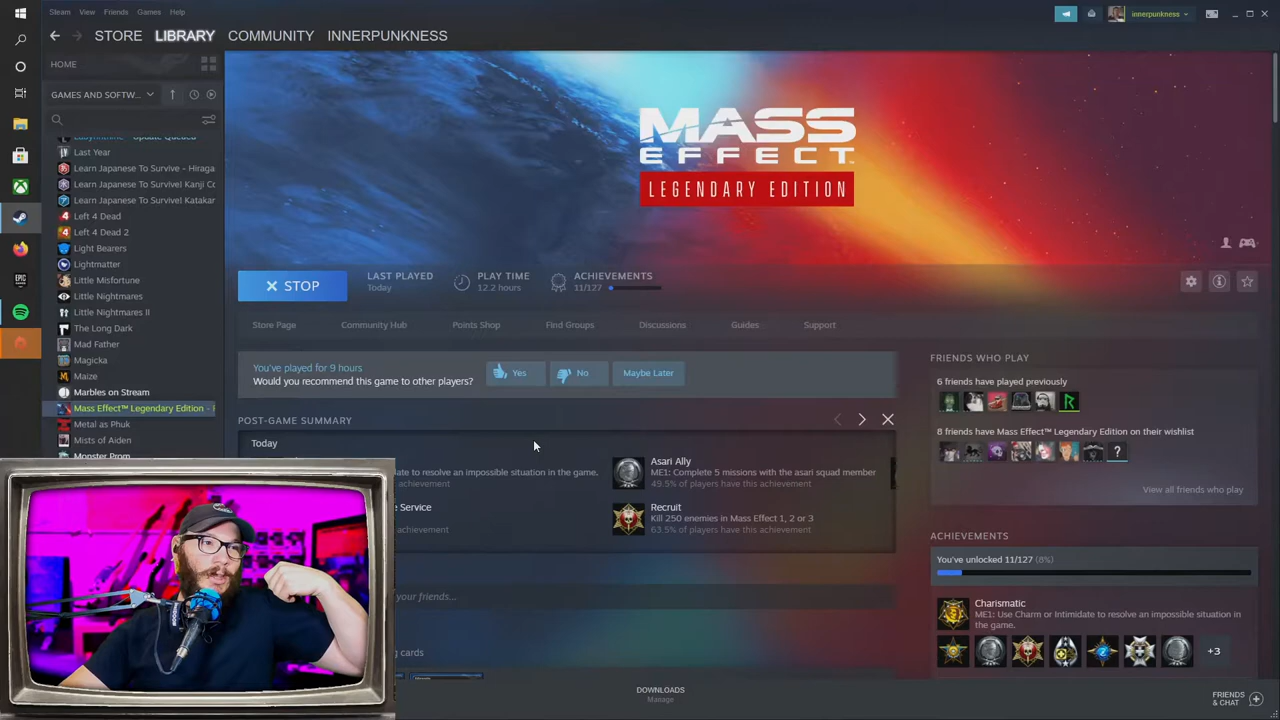 Steam View Friends Games Help
innerpunkness
STORE LIBRARY COMMUNITY INNERPUNKNESS
HOME
GAMES AND SOFTW...
Labyrinthine - Update Queued
Last Year
Learn Japanese To Survive - Hiraga
Learn Japanese To Survive! Kanji Co
Learn Japanese To Survive! Katakar
Left 4 Dead
Left 4 Dead 2
Light Bearers
Lightmatter
Little Misfortune
Little Nightmares
Little Nightmares II
The Long Dark
Mad Father
Magicka
Maize
Marbles on Stream
Mass Effect™ Legendary Edition -
Metal as Phuk
Mists of Aiden
Monster Prom
MASS
EFFECT
LEGENDARY EDITION
STOP
LAST PLAYED
Today
PLAY TIME
12.2 hours
ACHIEVEMENTS
11/127
Store Page Community Hub Points Shop Find Groups Discussions Guides Support
You've played for 9 hours
Would you recommend this game to other players?
Yes No Maybe Later
POST-GAME SUMMARY
Today
to resolve an impossible situation in the game.
achievement
Asari Ally
ME1: Complete 5 missions with the asari squad member
49.5% of players have this achievement
Service
achievement
Recruit
Kill 250 enemies in Mass Effect 1, 2 or 3
63.5% of players have this achievement
your friends...
cards
FRIENDS WHO PLAY
6 friends have played previously
8 friends have Mass Effect™ Legendary Edition on their wishlist
?
View all friends who play
ACHIEVEMENTS
You've unlocked 11/127 (8%)
Charismatic
ME1: Use Charm or Intimidate to resolve an impossible situation in
the game.
+3
DOWNLOADS
Manage
FRIENDS
& CHAT